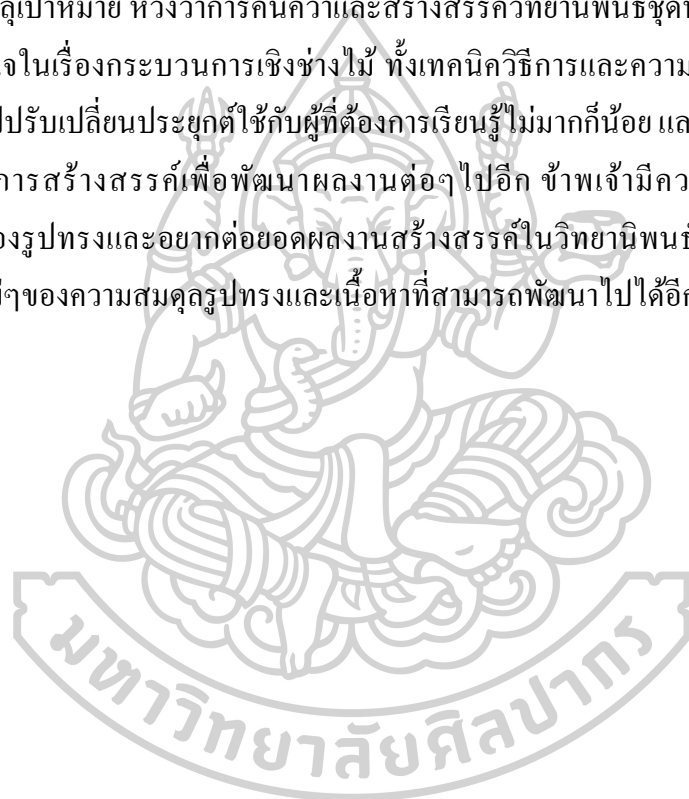 ลุเป้าหมาย หวังว่าการค้นคว้าและสร้างสรรค์วิทยานิพนธ์ชุดนี้
ใจในเรื่องกระบวนการเชิงช่างไม้ ทั้งเทคนิควิธีการและความ
ปปรับเปลี่ยนประยุกต์ใช้กับผู้ที่ต้องการเรียนรู้ไม่มากก็น้อย และ
การสร้างสรรค์เพื่อพัฒนาผลงานต่อๆไปอีก ข้าพเจ้ามีคว
องรูปทรงและอยากต่อยอดผลงานสร้างสรรค์ในวิทยานิพนธ์
ๆของความสมดุลรูปทรงและเนื้อหาที่สามารถพัฒนาไปได้อีก
มหาวิทยาลัยศิลปากร